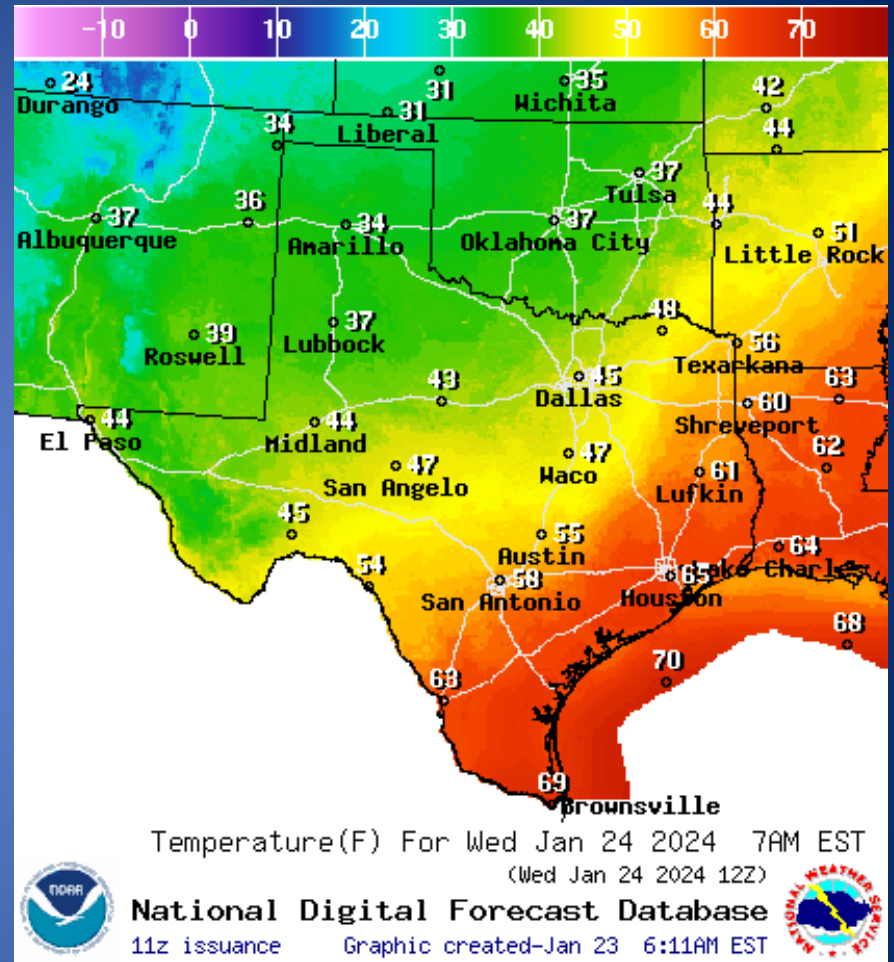 -10 0 10 20 30 40 50 60 70
24
Durango
31
35
Wichita
42
31
Liberal
34
44
37
Tulsa
37
Albuquerque
36
34
Amarillo
37
Oklahoma City
44
51
Little Rock
39
Roswell
37
Lubbock
48
56
Texarkana
45
Dallas
43
63
60
Shreveport
44
El Paso
44
Midland
47
San Angelo
47
Waco
61
Lufkin
62
45
55
Austin
64
Lake Charles
54
58
San Antonio
65
Houston
68
70
63
69
Brownsville
Temperature(F) For Wed Jan 24 2024 7AM EST
(Wed Jan 24 2024 12Z)
National Digital Forecast Database
11z issuance Graphic created-Jan 23 6:11AM EST
NOAA
NATIONAL WEATHER SERVICE